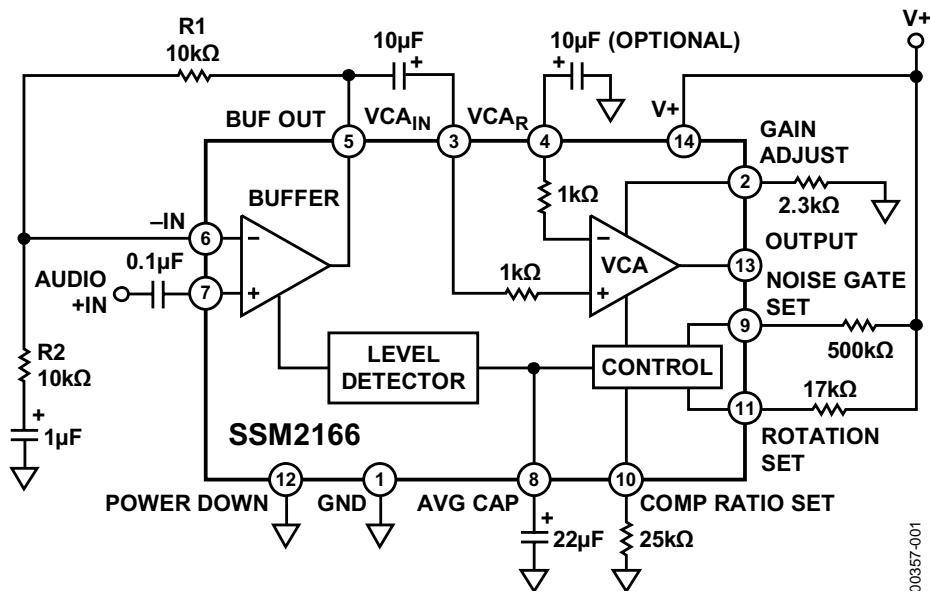 V+
R1
10kΩ
10µF
+
10µF (OPTIONAL)
+
BUF OUT
VCAIN
VCAR
V+
GAIN
ADJUST
5
3
4
14
2
2.3kΩ
BUFFER
1kΩ
–IN
6
–
–
VCA
OUTPUT
13
0.1µF
AUDIO
+IN
7
+
1kΩ
+
NOISE GATE
SET
9
500kΩ
R2
10kΩ
LEVEL
DETECTOR
CONTROL
17kΩ
11
+
1µF
SSM2166
ROTATION
SET
12
1
8
10
POWER DOWN
GND
AVG CAP
COMP RATIO SET
+
22µF
25kΩ
00357-001